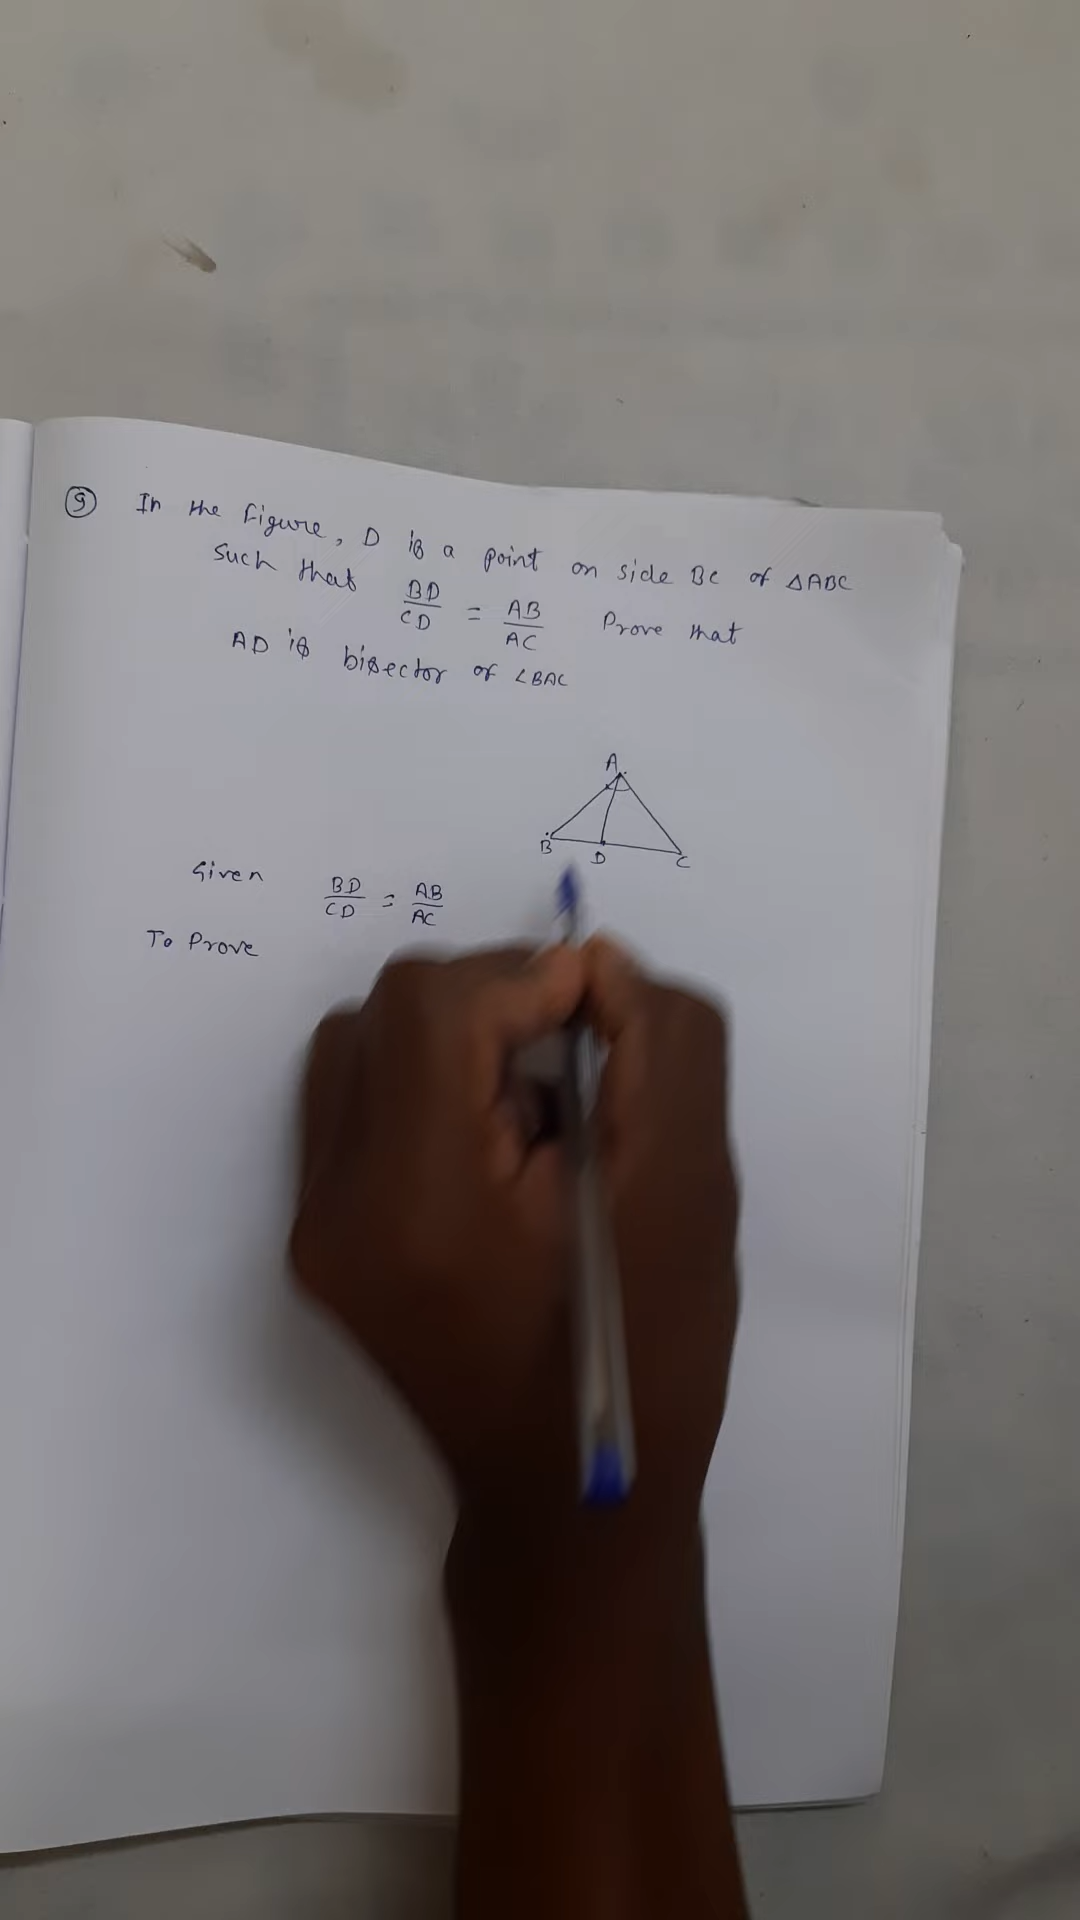 9 In the figure, D is a point on side BC of △ABC
such that BD/CD = AB/AC Prove that
AD is bisector of ∠BAC
A
B D C
Given BD/CD = AB/AC
To Prove